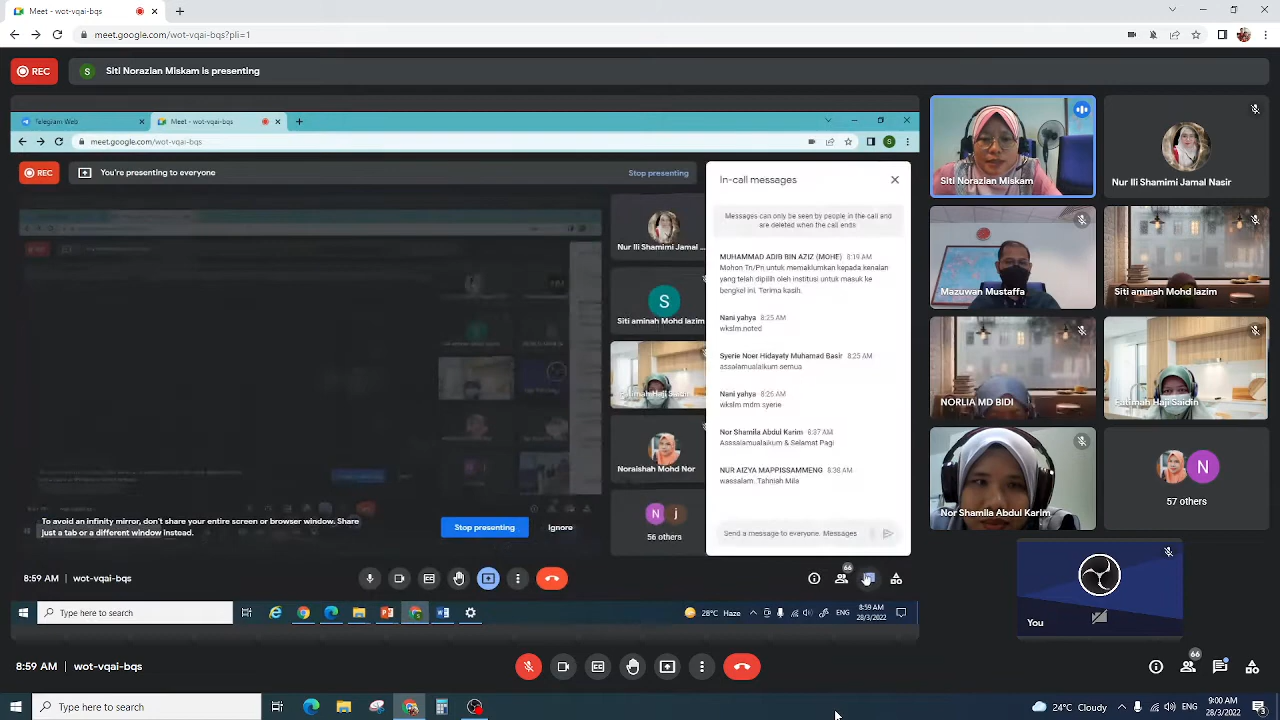 Meet - wot-vqai-bqs
meet.google.com/wot-vqai-bqs?pli=1
REC
S
Siti Norazlan Miskam is presenting
Telegram Web
Meet - wot-vqai-bqs
meet.google.com/wot-vqai-bqs
S
REC
You're presenting to everyone
Stop presenting
Nur Ili Shamimi Jamal ...
S
Siti aminah Mohd lazim
Fatimah Haji Saidin
Noraishah Mohd Nor
N
j
56 others
To avoid an infinity mirror, don't share your entire screen or browser window. Share
just a tab or a different window instead.
Stop presenting
Ignore
In-call messages
Messages can only be seen by people in the call and
are deleted when the call ends
MUHAMMAD ADIB BIN AZIZ (MOHE) 8:19 AM
Mohon Tn/Pn untuk memaklumkan kepada kenalan
yang telah dipilih oleh institusi untuk masuk ke
bengkel ini. Terima kasih.
Nani yahya 8:25 AM
wkslm.noted
Syerie Noer Hidayaty Muhamad Basir 8:25 AM
assalamualaikum semua
Nani yahya 8:26 AM
wkslm mdm syerie
Nor Shamila Abdul Karim 8:37 AM
Asssalamualaikum & Selamat Pagi
NUR AIZYA MAPPISSAMMENG 8:38 AM
wassalam. Tahniah Mila
Send a message to everyone. Messages
8:59 AM | wot-vqai-bqs
66
Type here to search
28°C Haze
ENG
8:59 AM
28/3/2022
Siti Norazlan Miskam
Nur Ili Shamimi Jamal Nasir
Mazuwan Mustaffa
Siti aminah Mohd lazim
NORLIA MD BIDI
Fatimah Haji Saidin
Nor Shamila Abdul Karim
N
57 others
You
8:59 AM | wot-vqai-bqs
66
Type here to search
24°C Cloudy
ENG
9:00 AM
28/3/2022